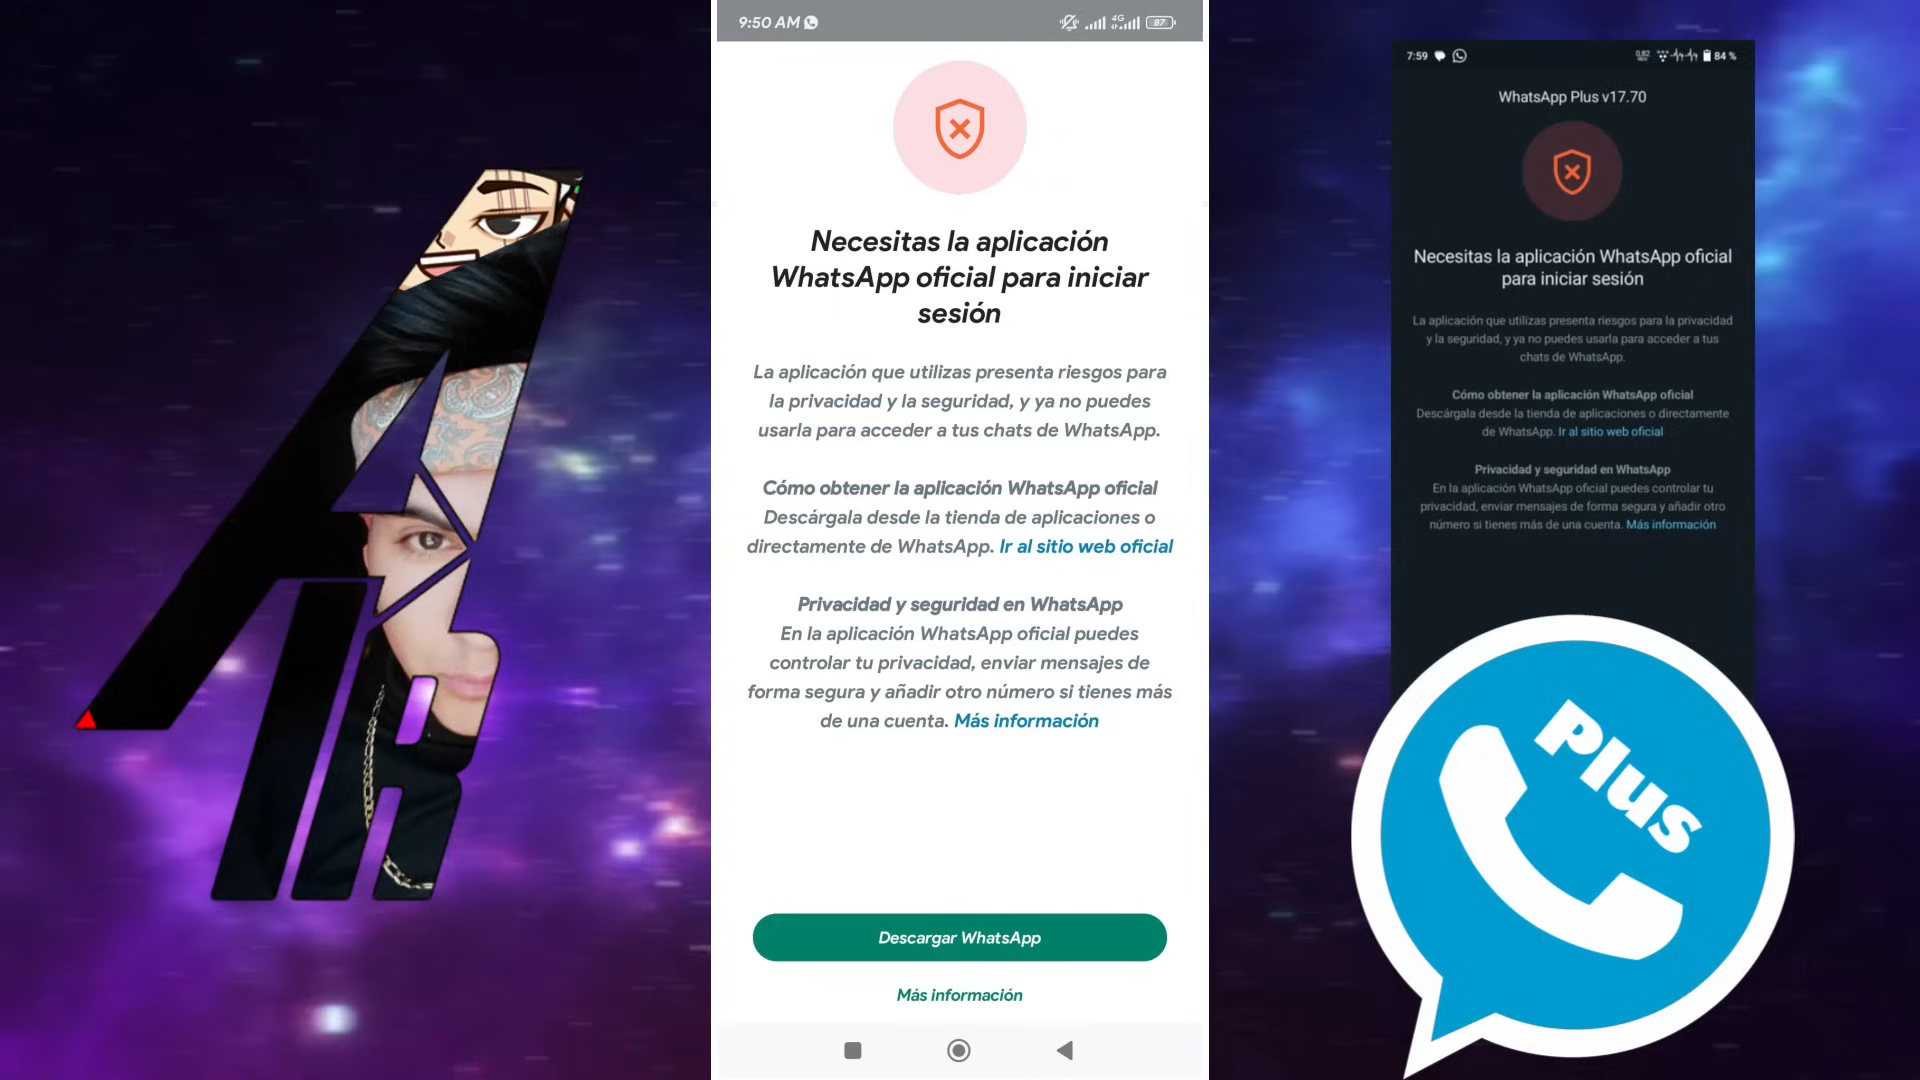 9:50 AM
4G
87
Necesitas la aplicación
WhatsApp oficial para iniciar
sesión
La aplicación que utilizas presenta riesgos para
la privacidad y la seguridad, y ya no puedes
usarla para acceder a tus chats de WhatsApp.
Cómo obtener la aplicación WhatsApp oficial
Descárgala desde la tienda de aplicaciones o
directamente de WhatsApp. Ir al sitio web oficial
Privacidad y seguridad en WhatsApp
En la aplicación WhatsApp oficial puedes
controlar tu privacidad, enviar mensajes de
forma segura y añadir otro número si tienes más
de una cuenta. Más información
Descargar WhatsApp
Más información
7:59
84 %
WhatsApp Plus v17.70
Necesitas la aplicación WhatsApp oficial
para iniciar sesión
La aplicación que utilizas presenta riesgos para la privacidad
y la seguridad, y ya no puedes usarla para acceder a tus
chats de WhatsApp.
Cómo obtener la aplicación WhatsApp oficial
Descárgala desde la tienda de aplicaciones o directamente
de WhatsApp. Ir al sitio web oficial
Privacidad y seguridad en WhatsApp
En la aplicación WhatsApp oficial puedes controlar tu
privacidad, enviar mensajes de forma segura y añadir otro
número si tienes más de una cuenta. Más información
Plus